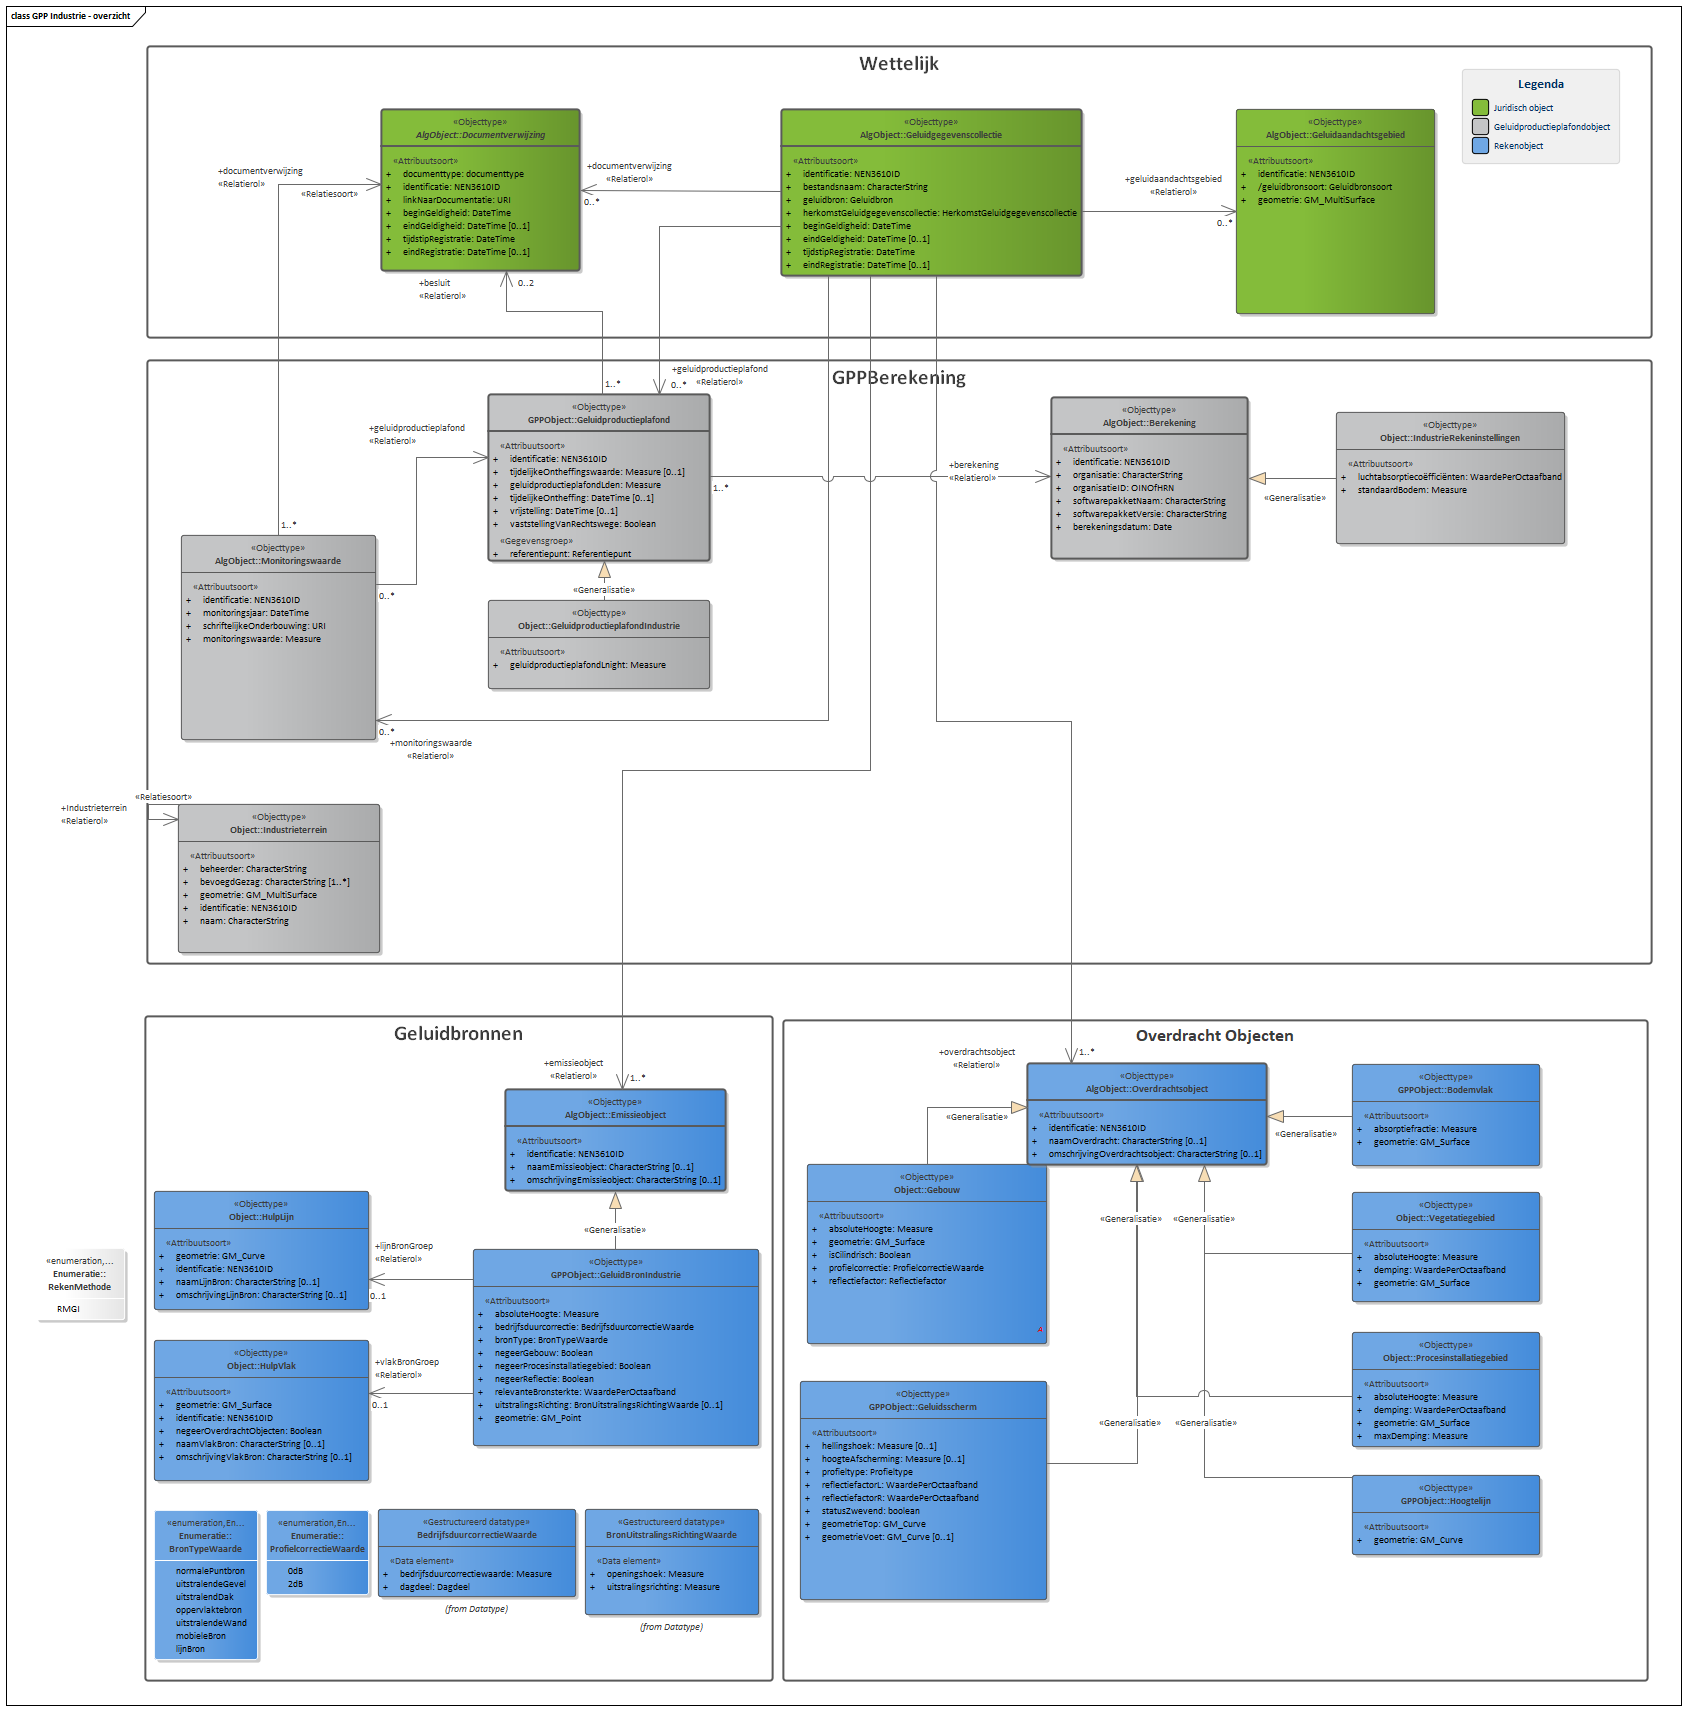 class GPP Industrie - overzicht
Wettelijk
Legenda
Juridisch object
Geluidproductieplafondobject
Rekenobject
«Objecttype»
AlgObject::Documentverwijzing
«Attribuutsoort»
+ documenttype: documenttype
+ identificatie: NEN3610ID
+ linkNaarDocumentatie: URI
+ beginGeldigheid: DateTime
+ eindGeldigheid: DateTime [0..1]
+ tijdstipRegistratie: DateTime
+ eindRegistratie: DateTime [0..1]
«Objecttype»
AlgObject::Geluidgegevenscollectie
«Attribuutsoort»
+ identificatie: NEN3610ID
+ bestandsnaam: CharacterString
+ geluidbron: Geluidbron
+ herkomstGeluidgegevenscollectie: HerkomstGeluidgegevenscollectie
+ beginGeldigheid: DateTime
+ eindGeldigheid: DateTime [0..1]
+ tijdstipRegistratie: DateTime
+ eindRegistratie: DateTime [0..1]
«Objecttype»
AlgObject::Geluidaandachtsgebied
«Attribuutsoort»
+ identificatie: NEN3610ID
+ /geluidbronsoort: Geluidbronsoort
+ geometrie: GM_MultiSurface
+documentverwijzing
«Relatierol»
«Relatiesoort»
+documentverwijzing
«Relatierol»
0..*
+geluidaandachtsgebied
«Relatierol»
0..*
+besluit
«Relatierol»
0..2
GPPBerekening
1..*
+geluidproductieplafond
0..* «Relatierol»
«Objecttype»
GPPObject::Geluidproductieplafond
«Attribuutsoort»
+ identificatie: NEN3610ID
+ tijdelijkeOntheffingswaarde: Measure [0..1]
+ geluidproductieplafondLden: Measure
+ tijdelijkeOntheffing: DateTime [0..1]
+ vrijstelling: DateTime [0..1]
+ vaststellingVanRechtswege: Boolean
«Gegevensgroep»
+ referentiepunt: Referentiepunt
+geluidproductieplafond
«Relatierol»
1..*
+berekening
«Relatierol»
«Objecttype»
AlgObject::Berekening
«Attribuutsoort»
+ identificatie: NEN3610ID
+ organisatie: CharacterString
+ organisatieID: OINOfHRN
+ softwarepakketNaam: CharacterString
+ softwarepakketVersie: CharacterString
+ berekeningsdatum: Date
«Generalisatie»
«Objecttype»
Object::IndustrieRekeninstellingen
«Attribuutsoort»
+ luchtabsorptiecoëfficiënten: WaardePerOctaafband
+ standaardBodem: Measure
1..*
«Objecttype»
AlgObject::Monitoringswaarde
«Attribuutsoort»
+ identificatie: NEN3610ID
+ monitoringsjaar: DateTime
+ schriftelijkeOnderbouwing: URI
+ monitoringswaarde: Measure
0..*
«Generalisatie»
«Objecttype»
Object::GeluidproductieplafondIndustrie
«Attribuutsoort»
+ geluidproductieplafondLnight: Measure
0..*
+monitoringswaarde
«Relatierol»
«Relatiesoort»
+Industrieterrein
«Relatierol»
«Objecttype»
Object::Industrieterrein
«Attribuutsoort»
+ beheerder: CharacterString
+ bevoegdGezag: CharacterString [1..*]
+ geometrie: GM_MultiSurface
+ identificatie: NEN3610ID
+ naam: CharacterString
Geluidbronnen
+emissieobject
«Relatierol»
1..*
«Objecttype»
AlgObject::Emissieobject
«Attribuutsoort»
+ identificatie: NEN3610ID
+ naamEmissieobject: CharacterString [0..1]
+ omschrijvingEmissieobject: CharacterString [0..1]
«Generalisatie»
«Objecttype»
Object::HulpLijn
«Attribuutsoort»
+ geometrie: GM_Curve
+ identificatie: NEN3610ID
+ naamLijnBron: CharacterString [0..1]
+ omschrijvingLijnBron: CharacterString [0..1]
+lijnBronGroep
«Relatierol»
0..1
«Objecttype»
GPPObject::GeluidBronIndustrie
«Attribuutsoort»
+ absoluteHoogte: Measure
+ bedrijfsduurcorrectie: BedrijfsduurcorrectieWaarde
+ bronType: BronTypeWaarde
+ negeerGebouw: Boolean
+ negeerProcesinstallatiegebied: Boolean
+ negeerReflectie: Boolean
+ relevanteBronsterkte: WaardePerOctaafband
+ uitstralingsRichting: BronUitstralingsRichtingWaarde [0..1]
+ geometrie: GM_Point
«enumeration,...
Enumeratie::
RekenMethode
RMGI
«Objecttype»
Object::HulpVlak
«Attribuutsoort»
+ geometrie: GM_Surface
+ identificatie: NEN3610ID
+ negeerOverdrachtObjecten: Boolean
+ naamVlakBron: CharacterString [0..1]
+ omschrijvingVlakBron: CharacterString [0..1]
+vlakBronGroep
«Relatierol»
0..1
«enumeration,En...
Enumeratie::
BronTypeWaarde
normalePuntbron
uitstralendeGevel
uitstralendDak
oppervlaktebron
uitstralendeWand
mobieleBron
lijnBron
«enumeration,En...
Enumeratie::
ProfielcorrectieWaarde
0dB
2dB
«Gestructureerd datatype»
BedrijfsduurcorrectieWaarde
«Data element»
+ bedrijfsduurcorrectiewaarde: Measure
+ dagdeel: Dagdeel
(from Datatype)
«Gestructureerd datatype»
BronUitstralingsRichtingWaarde
«Data element»
+ openingshoek: Measure
+ uitstralingsrichting: Measure
(from Datatype)
Overdracht Objecten
+overdrachtsobject
«Relatierol»
1..*
«Objecttype»
AlgObject::Overdrachtsobject
«Attribuutsoort»
+ identificatie: NEN3610ID
+ naamOverdracht: CharacterString [0..1]
+ omschrijvingOverdrachtsobject: CharacterString [0..1]
«Generalisatie»
«Generalisatie»
«Objecttype»
GPPObject::Bodemvlak
«Attribuutsoort»
+ absorptiefractie: Measure
+ geometrie: GM_Surface
«Objecttype»
Object::Gebouw
«Attribuutsoort»
+ absoluteHoogte: Measure
+ geometrie: GM_Surface
+ isCilindrisch: Boolean
+ profielcorrectie: ProfielcorrectieWaarde
+ reflectiefactor: Reflectiefactor
A
«Generalisatie»
«Generalisatie»
«Objecttype»
Object::Vegetatiegebied
«Attribuutsoort»
+ absoluteHoogte: Measure
+ demping: WaardePerOctaafband
+ geometrie: GM_Surface
«Objecttype»
Object::Procesinstallatiegebied
«Attribuutsoort»
+ absoluteHoogte: Measure
+ demping: WaardePerOctaafband
+ geometrie: GM_Surface
+ maxDemping: Measure
«Objecttype»
GPPObject::Geluidsscherm
«Attribuutsoort»
+ hellingshoek: Measure [0..1]
+ hoogteAfscherming: Measure [0..1]
+ profieltype: Profieltype
+ reflectiefactorL: WaardePerOctaafband
+ reflectiefactorR: WaardePerOctaafband
+ statusZwevend: boolean
+ geometrieTop: GM_Curve
+ geometrieVoet: GM_Curve [0..1]
«Generalisatie»
«Generalisatie»
«Objecttype»
GPPObject::Hoogtelijn
«Attribuutsoort»
+ geometrie: GM_Curve